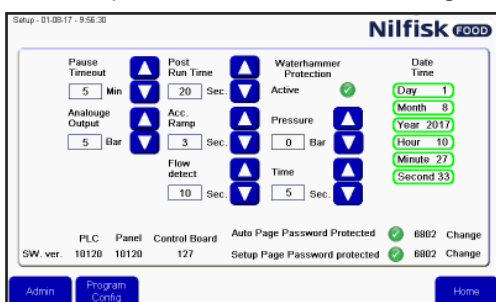 Setup - 01-08-17 - 9:56:30
Nilfisk FOOD
Pause Timeout
5 Min
Post Run Time
20 Sec.
Waterhammer Protection
Active
Date Time
Day 1
Month 8
Year 2017
Hour 10
Minute 27
Second 33
Analouge Output
5 Bar
Acc. Ramp
3 Sec.
Pressure
0 Bar
Flow detect
10 Sec.
Time
5 Sec.
PLC Panel Control Board
SW. ver. 10120 10120 127
Auto Page Password Protected 6802 Change
Setup Page Password protected 6802 Change
Admin
Program Config
Home